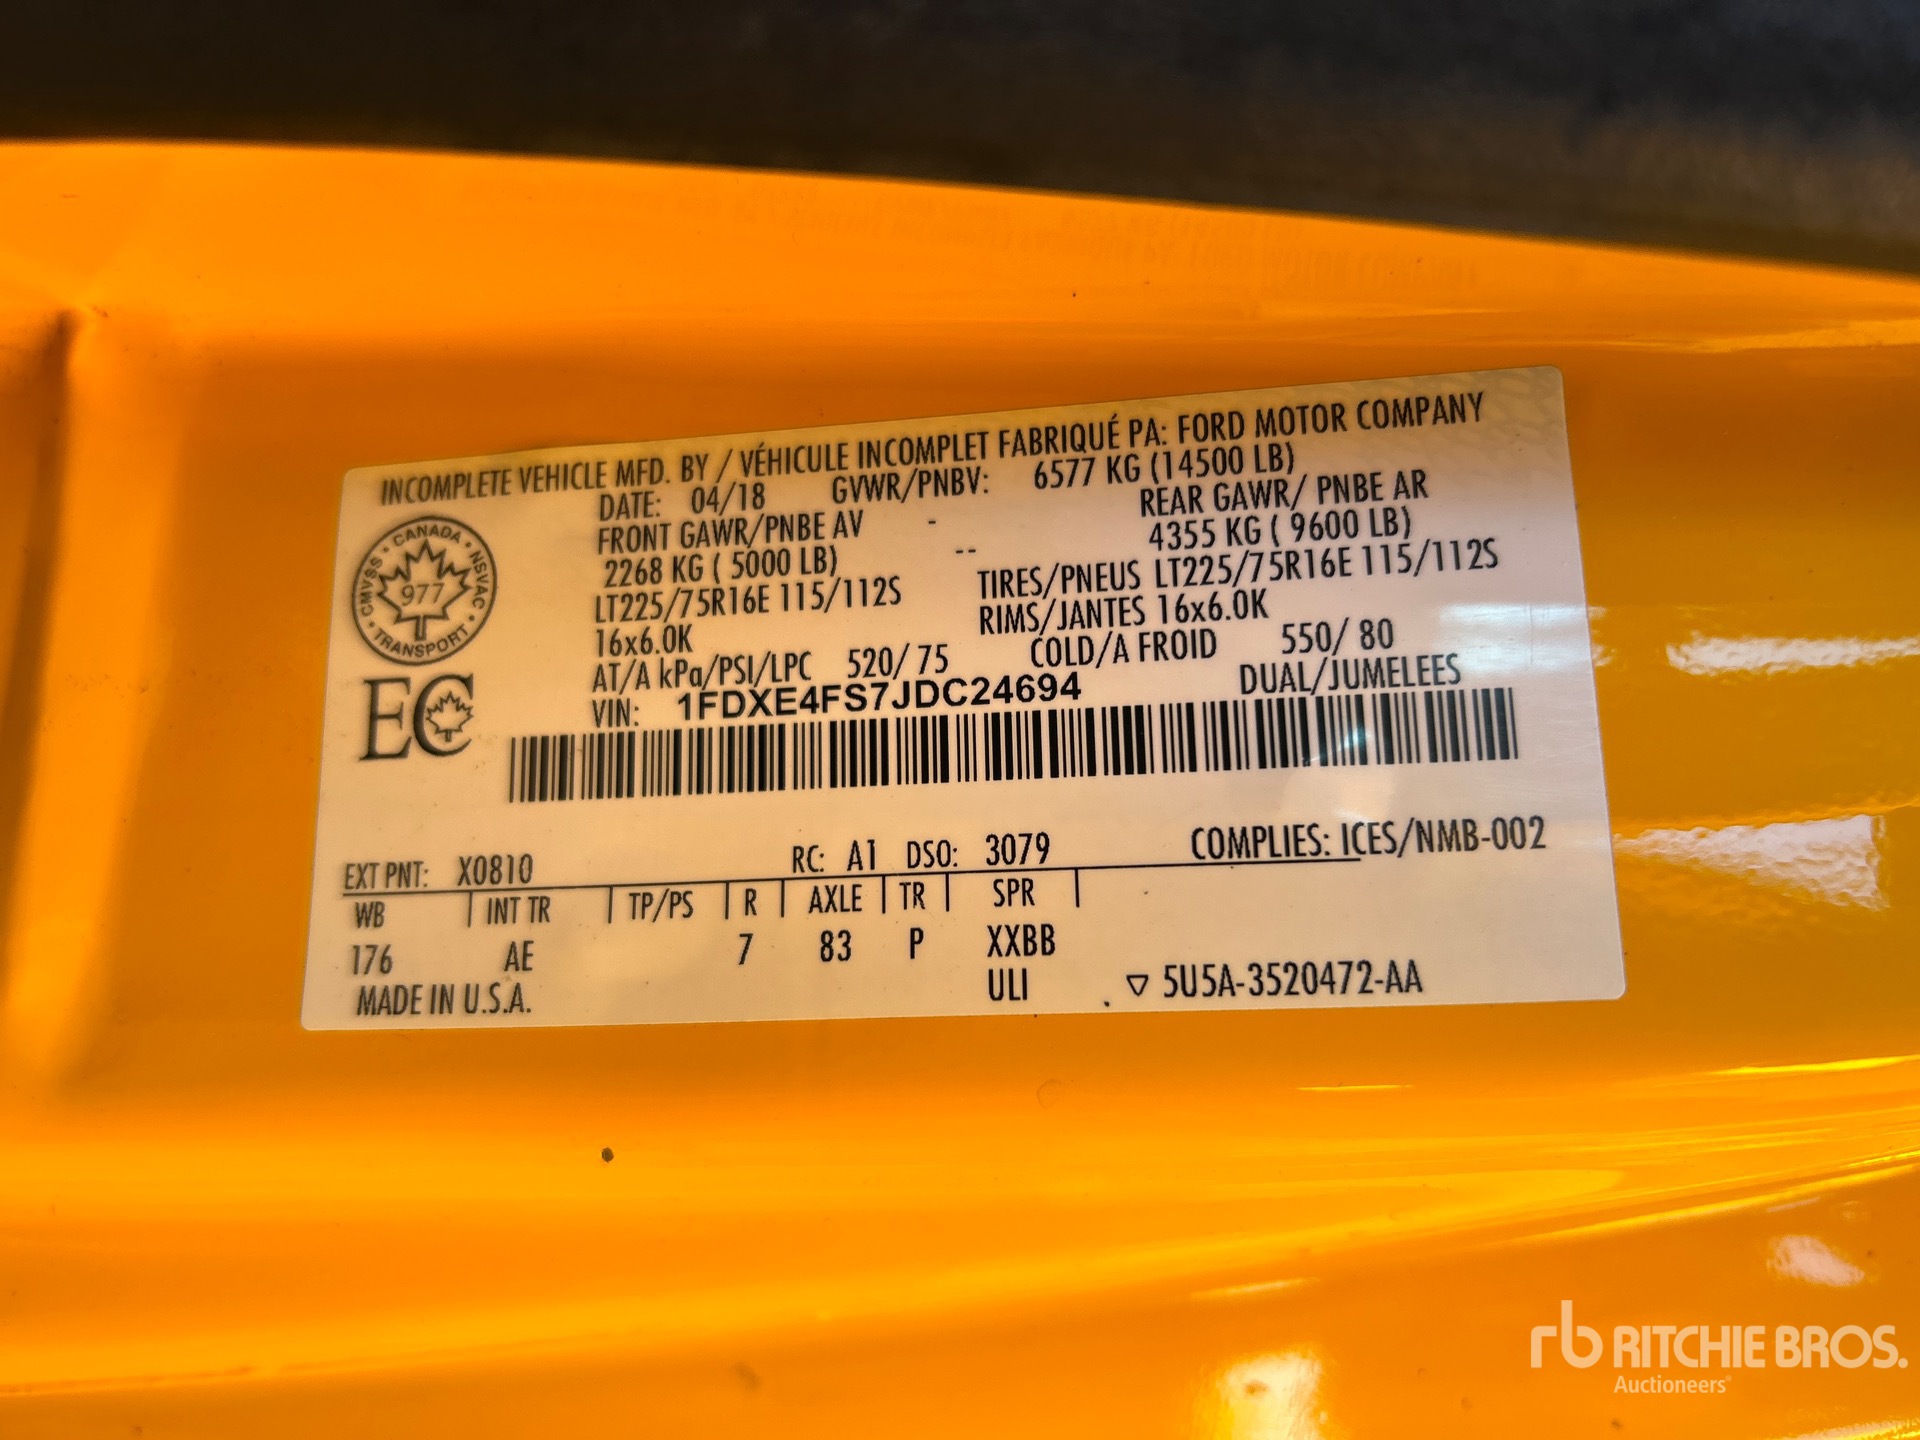 INCOMPLETE VEHICLE MFD. BY / VÉHICULE INCOMPLET FABRIQUÉ PA: FORD MOTOR COMPANY
DATE: 04/18 GVWR/PNBV: 6577 KG (14500 LB)
FRONT GAWR/PNBE AV - REAR GAWR/ PNBE AR
2268 KG ( 5000 LB) -- 4355 KG ( 9600 LB)
LT225/75R16E 115/112S TIRES/PNEUS LT225/75R16E 115/112S
16x6.0K RIMS/JANTES 16x6.0K
AT/A kPa/PSI/LPC 520/ 75 COLD/A FROID 550/ 80
VIN: 1FDXE4FS7JDC24694 DUAL/JUMELEES
CANADA • NSVAC • TRANSPORT • CMVSS •
977
EC
EXT PNT: X0810 RC: A1 DSO: 3079 COMPLIES: ICES/NMB-002
WB | INT TR | TP/PS | R | AXLE | TR | SPR |
176 AE 7 83 P XXBB
MADE IN U.S.A. ULI . ▽ 5U5A-3520472-AA
rb RITCHIE BROS.
Auctioneers